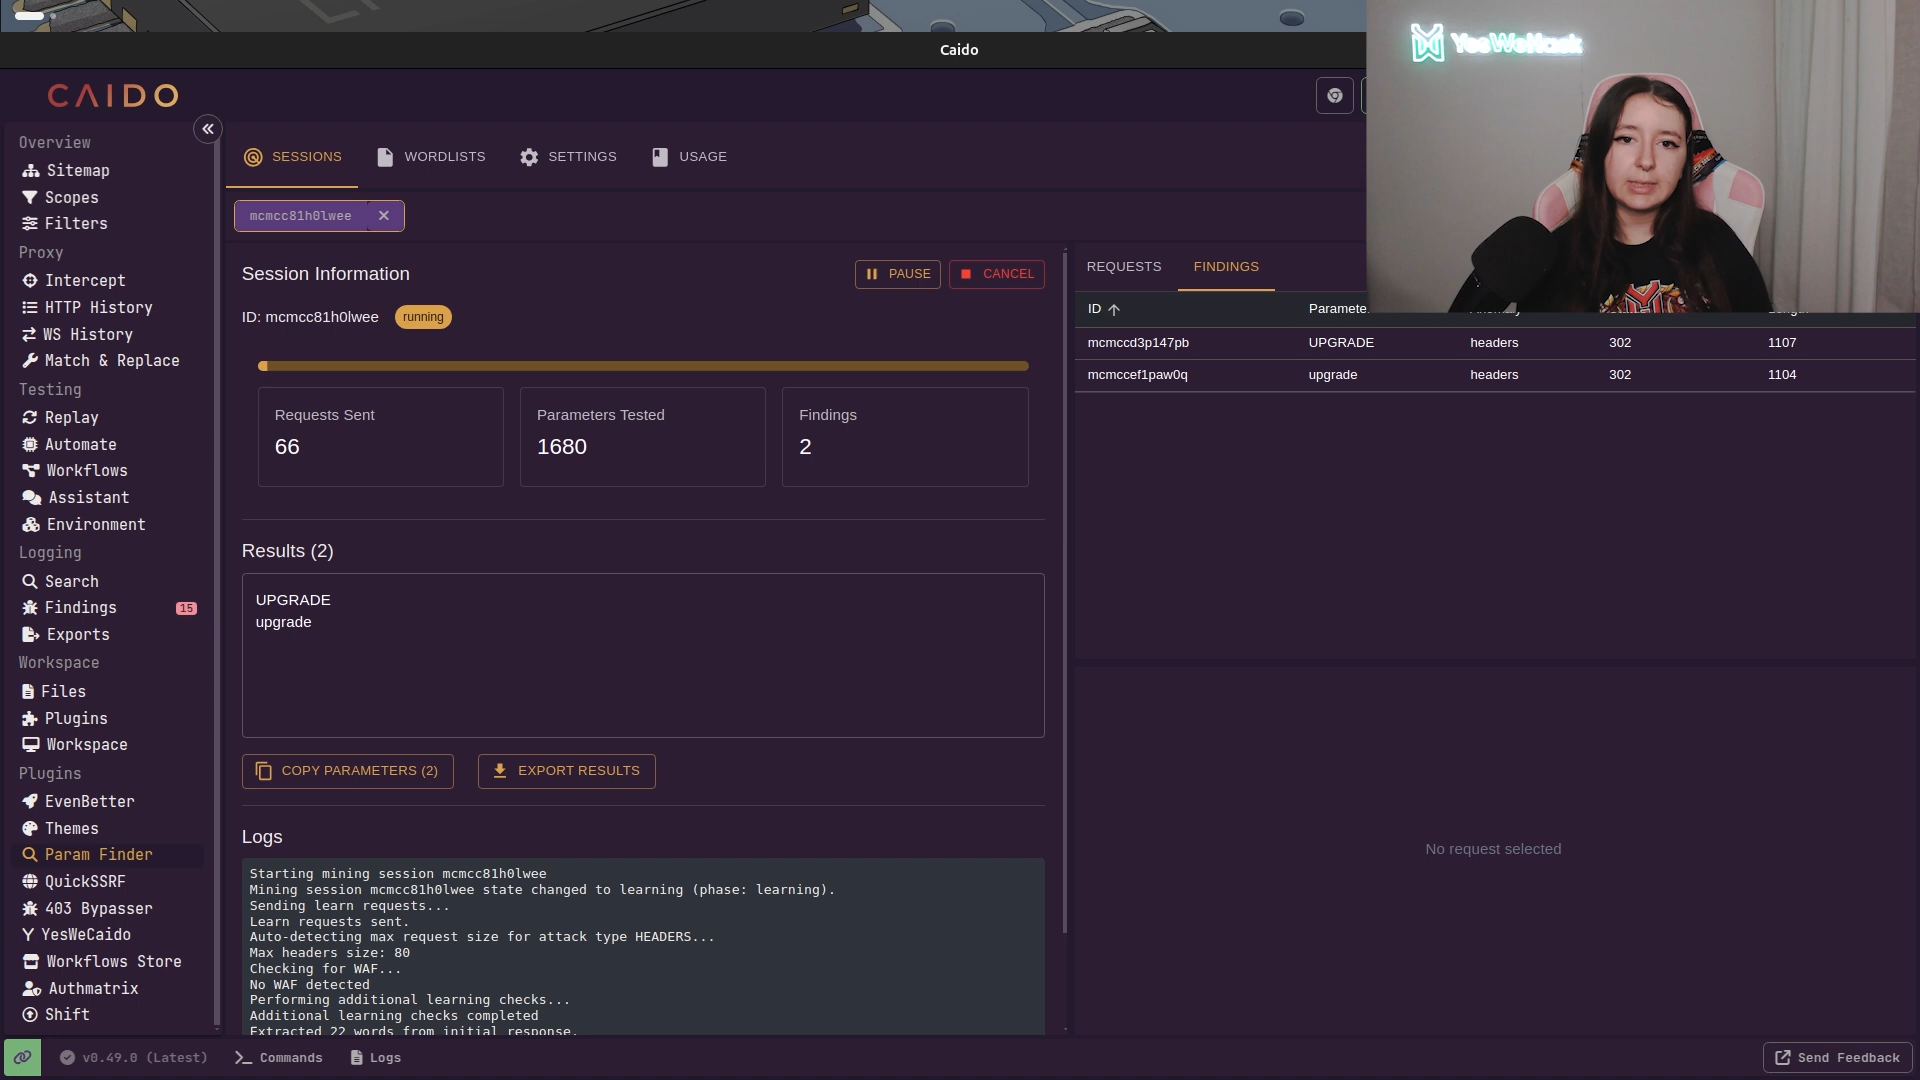 Caido
YesWeHack
CAIDO
Overview
Sitemap
Scopes
Filters
Proxy
Intercept
HTTP History
WS History
Match & Replace
Testing
Replay
Automate
Workflows
Assistant
Environment
Logging
Search
Findings 15
Exports
Workspace
Files
Plugins
Workspace
Plugins
EvenBetter
Themes
Param Finder
QuickSSRF
403 Bypasser
YesWeCaido
Workflows Store
Authmatrix
Shift
SESSIONS WORDLISTS SETTINGS USAGE
mcmcc81h0lwee
Session Information PAUSE CANCEL
ID: mcmcc81h0lwee running
Requests Sent
66
Parameters Tested
1680
Findings
2
Results (2)
UPGRADE
upgrade
COPY PARAMETERS (2) EXPORT RESULTS
Logs
Starting mining session mcmcc81h0lwee
Mining session mcmcc81h0lwee state changed to learning (phase: learning).
Sending learn requests...
Learn requests sent.
Auto-detecting max request size for attack type HEADERS...
Max headers size: 80
Checking for WAF...
No WAF detected
Performing additional learning checks...
Additional learning checks completed
Extracted 22 words from initial response.
REQUESTS FINDINGS
ID Paramete
mcmccd3p147pb UPGRADE headers 302 1107
mcmccef1paw0q upgrade headers 302 1104
No request selected
v0.49.0 (Latest) Commands Logs Send Feedback